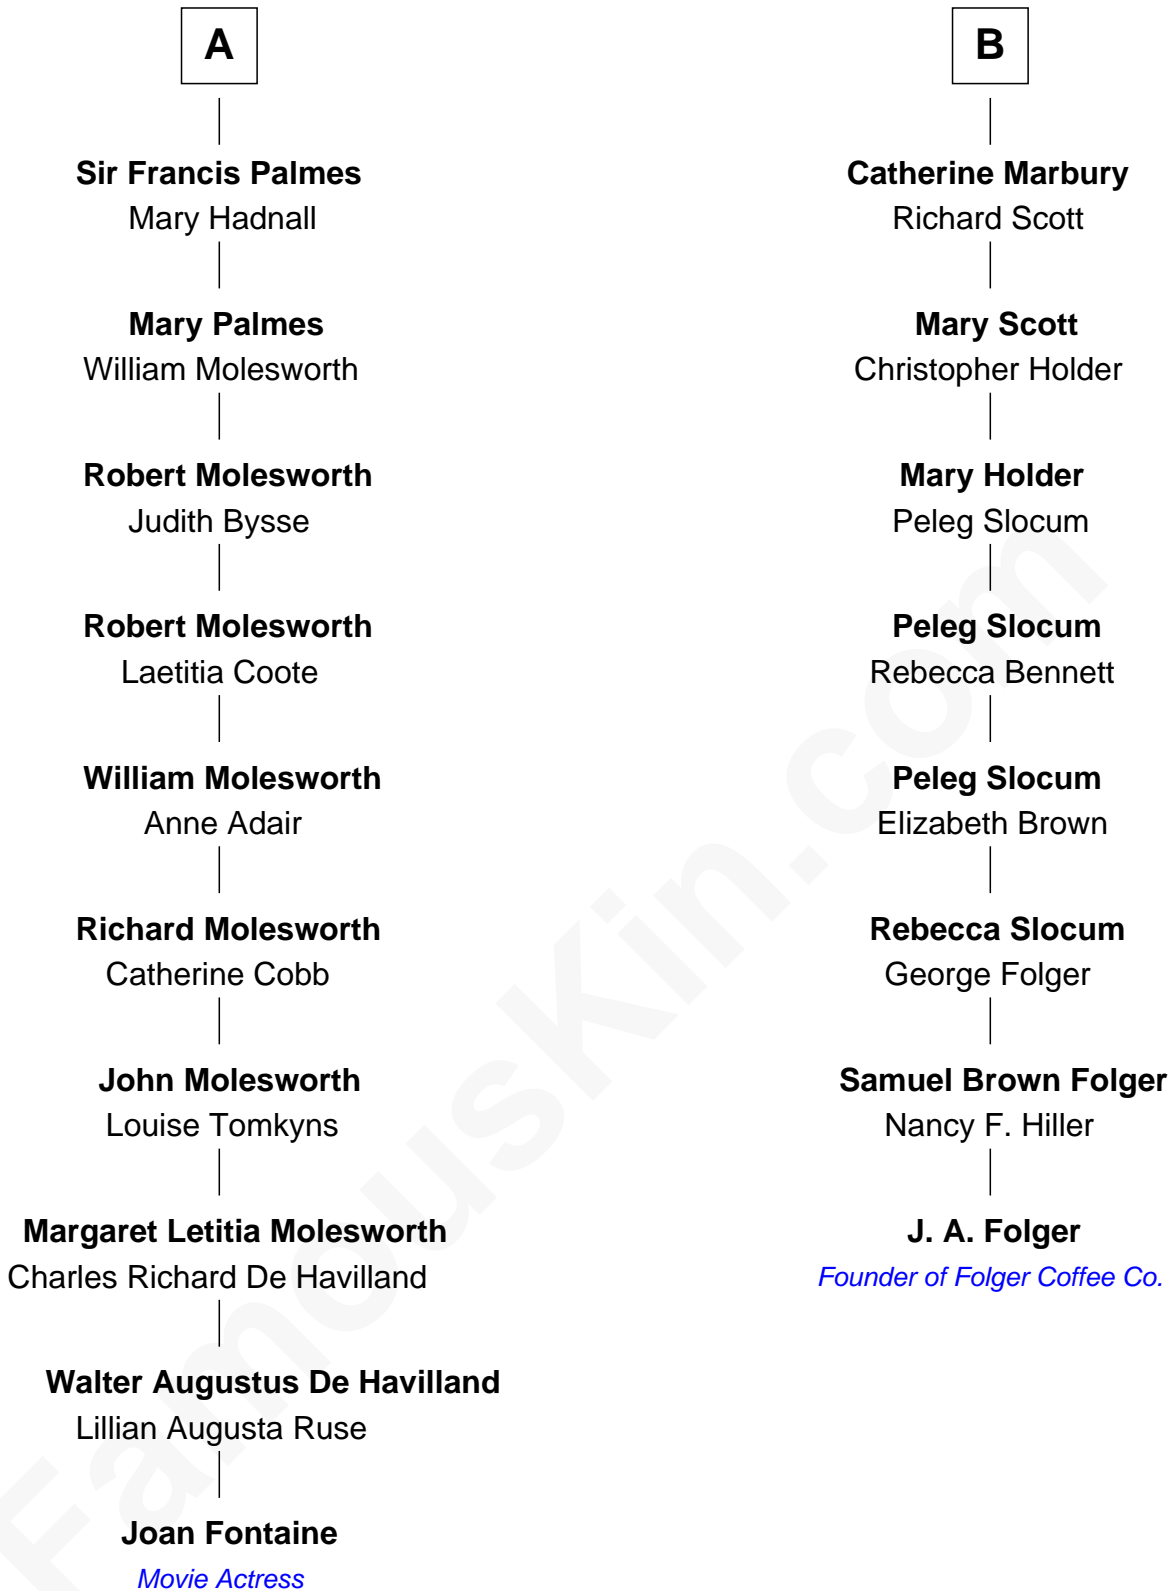 A
Sir Francis Palmes
Mary Hadnall
Mary Palmes
William Molesworth
Robert Molesworth
Judith Bysse
Robert Molesworth
Laetitia Coote
William Molesworth
Anne Adair
Richard Molesworth
Catherine Cobb
John Molesworth
Louise Tomkyns
Margaret Letitia Molesworth
Charles Richard De Havilland
Walter Augustus De Havilland
Lillian Augusta Ruse
Joan Fontaine
Movie Actress
B
Catherine Marbury
Richard Scott
Mary Scott
Christopher Holder
Mary Holder
Peleg Slocum
Peleg Slocum
Rebecca Bennett
Peleg Slocum
Elizabeth Brown
Rebecca Slocum
George Folger
Samuel Brown Folger
Nancy F. Hiller
J. A. Folger
Founder of Folger Coffee Co.
FamousKin.com